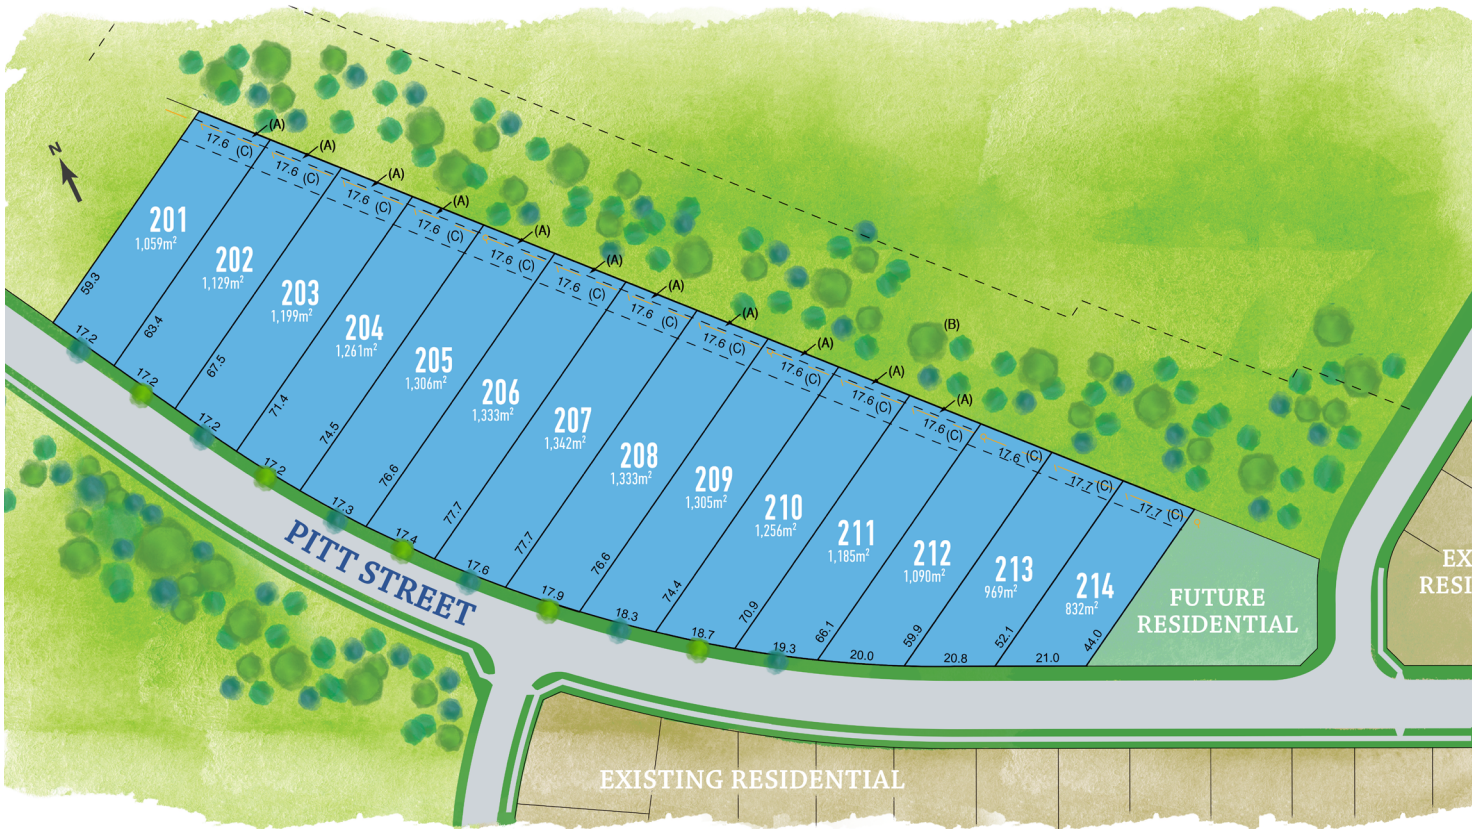 N
(A)
17.6 (C)
(A)
17.6 (C)
(A)
17.6 (C)
(A)
17.6 (C)
(A)
17.6 (C)
(A)
17.6 (C)
(A)
17.6 (C)
(A)
17.6 (C)
(A)
17.6 (C)
(A)
17.6 (C)
(A)
17.6 (C)
(B)
17.6 (C)
17.7 (C)
17.7 (C)
201
1,059m²
202
1,129m²
203
1,199m²
204
1,261m²
205
1,306m²
206
1,333m²
207
1,342m²
208
1,333m²
209
1,305m²
210
1,256m²
211
1,185m²
212
1,090m²
213
969m²
214
832m²
59.3
63.4
67.5
71.4
74.5
76.6
77.7
77.7
76.6
74.4
70.9
66.1
59.9
52.1
44.0
17.2
17.2
17.2
17.2
17.3
17.4
17.6
17.9
18.3
18.7
19.3
20.0
20.8
21.0
PITT STREET
FUTURE
RESIDENTIAL
EX
RESI
EXISTING RESIDENTIAL